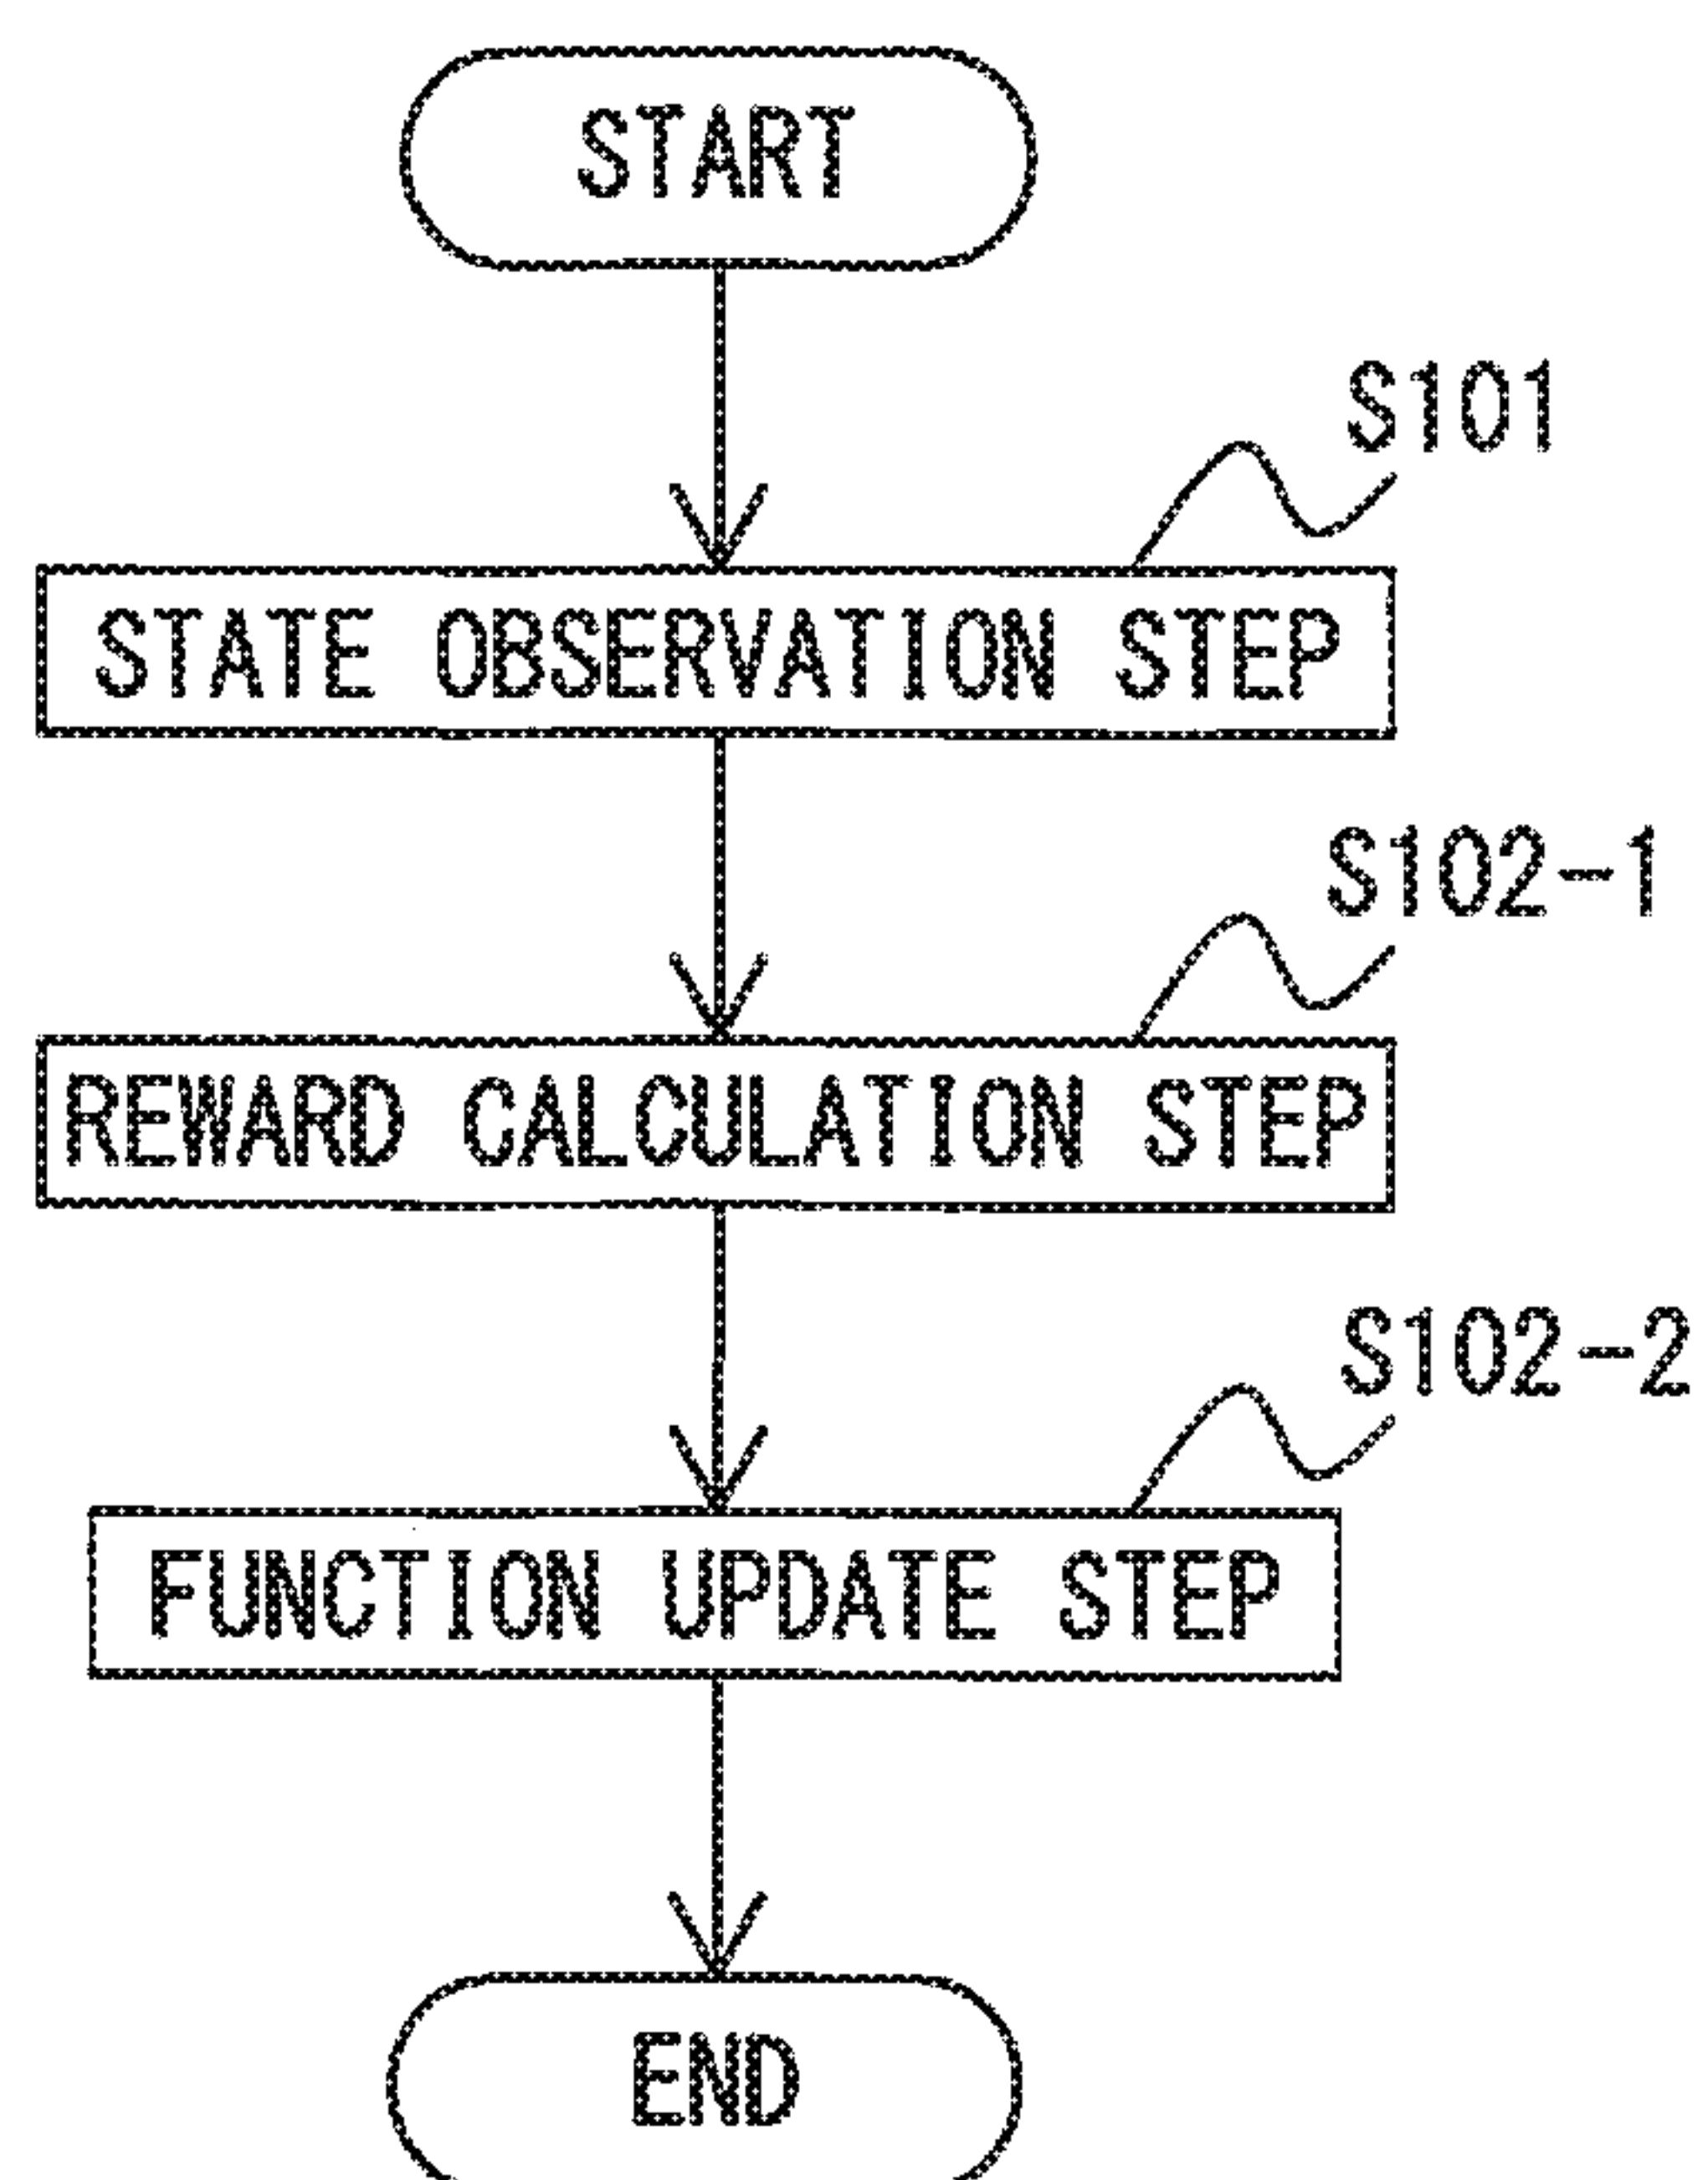 START
S101
STATE OBSERVATION STEP
S102-1
REWARD CALCULATION STEP
S102-2
FUNCTION UPDATE STEP
END